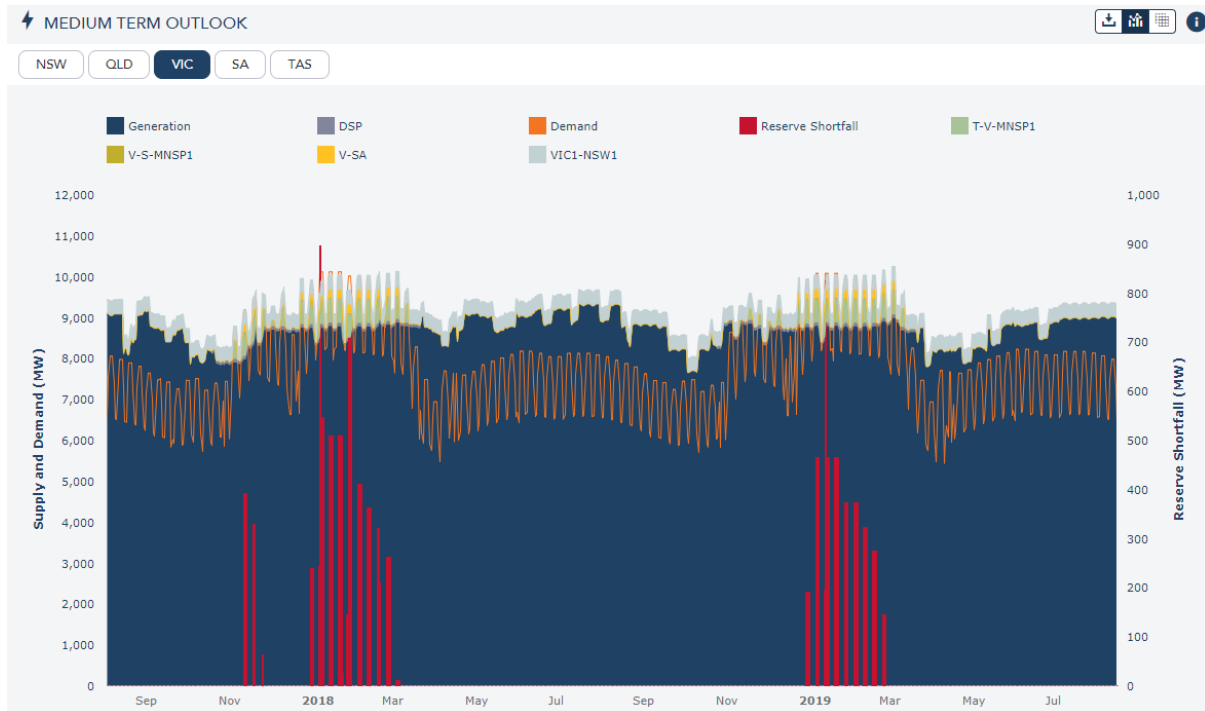 MEDIUM TERM OUTLOOK
NSW QLD VIC SA TAS
Generation DSP Demand Reserve Shortfall T-V-MNSP1
V-S-MNSP1 V-SA VIC1-NSW1
12,000 1,000
11,000 900
10,000 800
9,000
8,000 700
7,000 600
6,000 500
5,000 400
4,000
3,000 300
2,000 200
1,000 100
0 0
Supply and Demand (MW)
Reserve Shortfall (MW)
Sep Nov 2018 Mar May Jul Sep Nov 2019 Mar May Jul